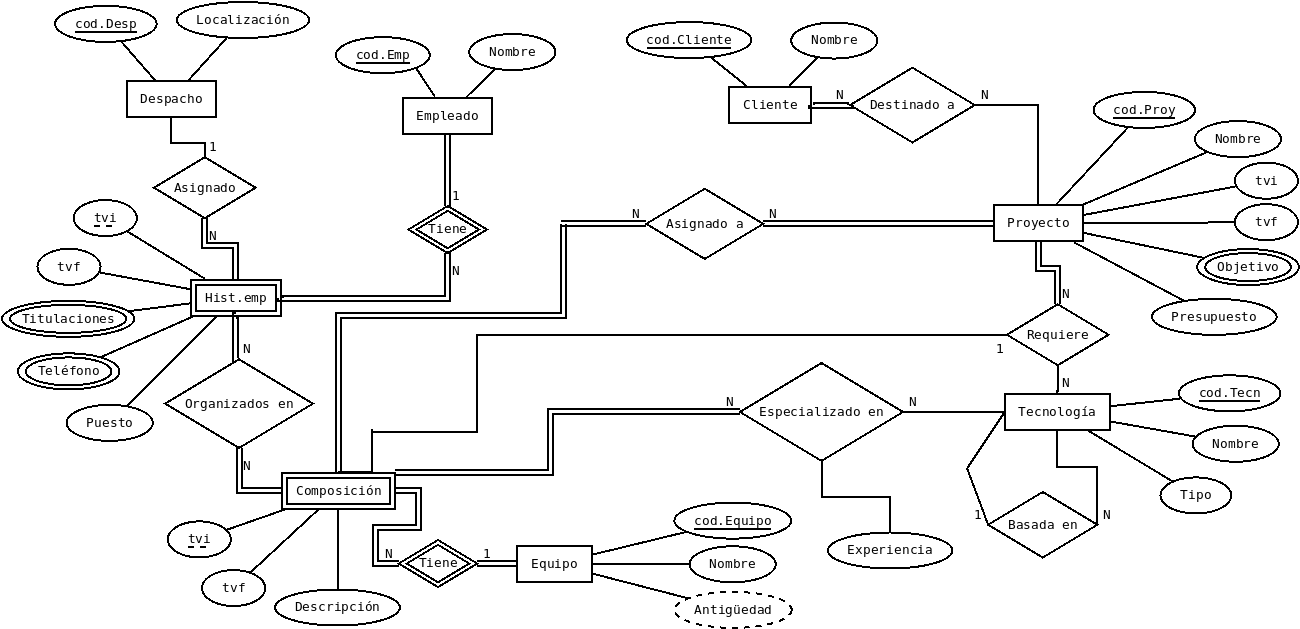 cod.Desp
Localización
cod.Emp
Nombre
cod.Cliente
Nombre
Despacho
Empleado
Cliente
N
Destinado a
N
cod.Proy
Nombre
tvi
tvf
Objetivo
Presupuesto
Proyecto
1
Asignado
N
1
Tiene
N
N
Asignado a
N
tvi
tvf
Titulaciones
Teléfono
Puesto
Hist.emp
N
Organizados en
N
N
Requiere
1
N
N
Especializado en
N
Experiencia
Tecnología
cod.Tecn
Nombre
Tipo
1
Basada en
N
Composición
tvi
tvf
Descripción
N
Tiene
1
Equipo
cod.Equipo
Nombre
Antigüedad